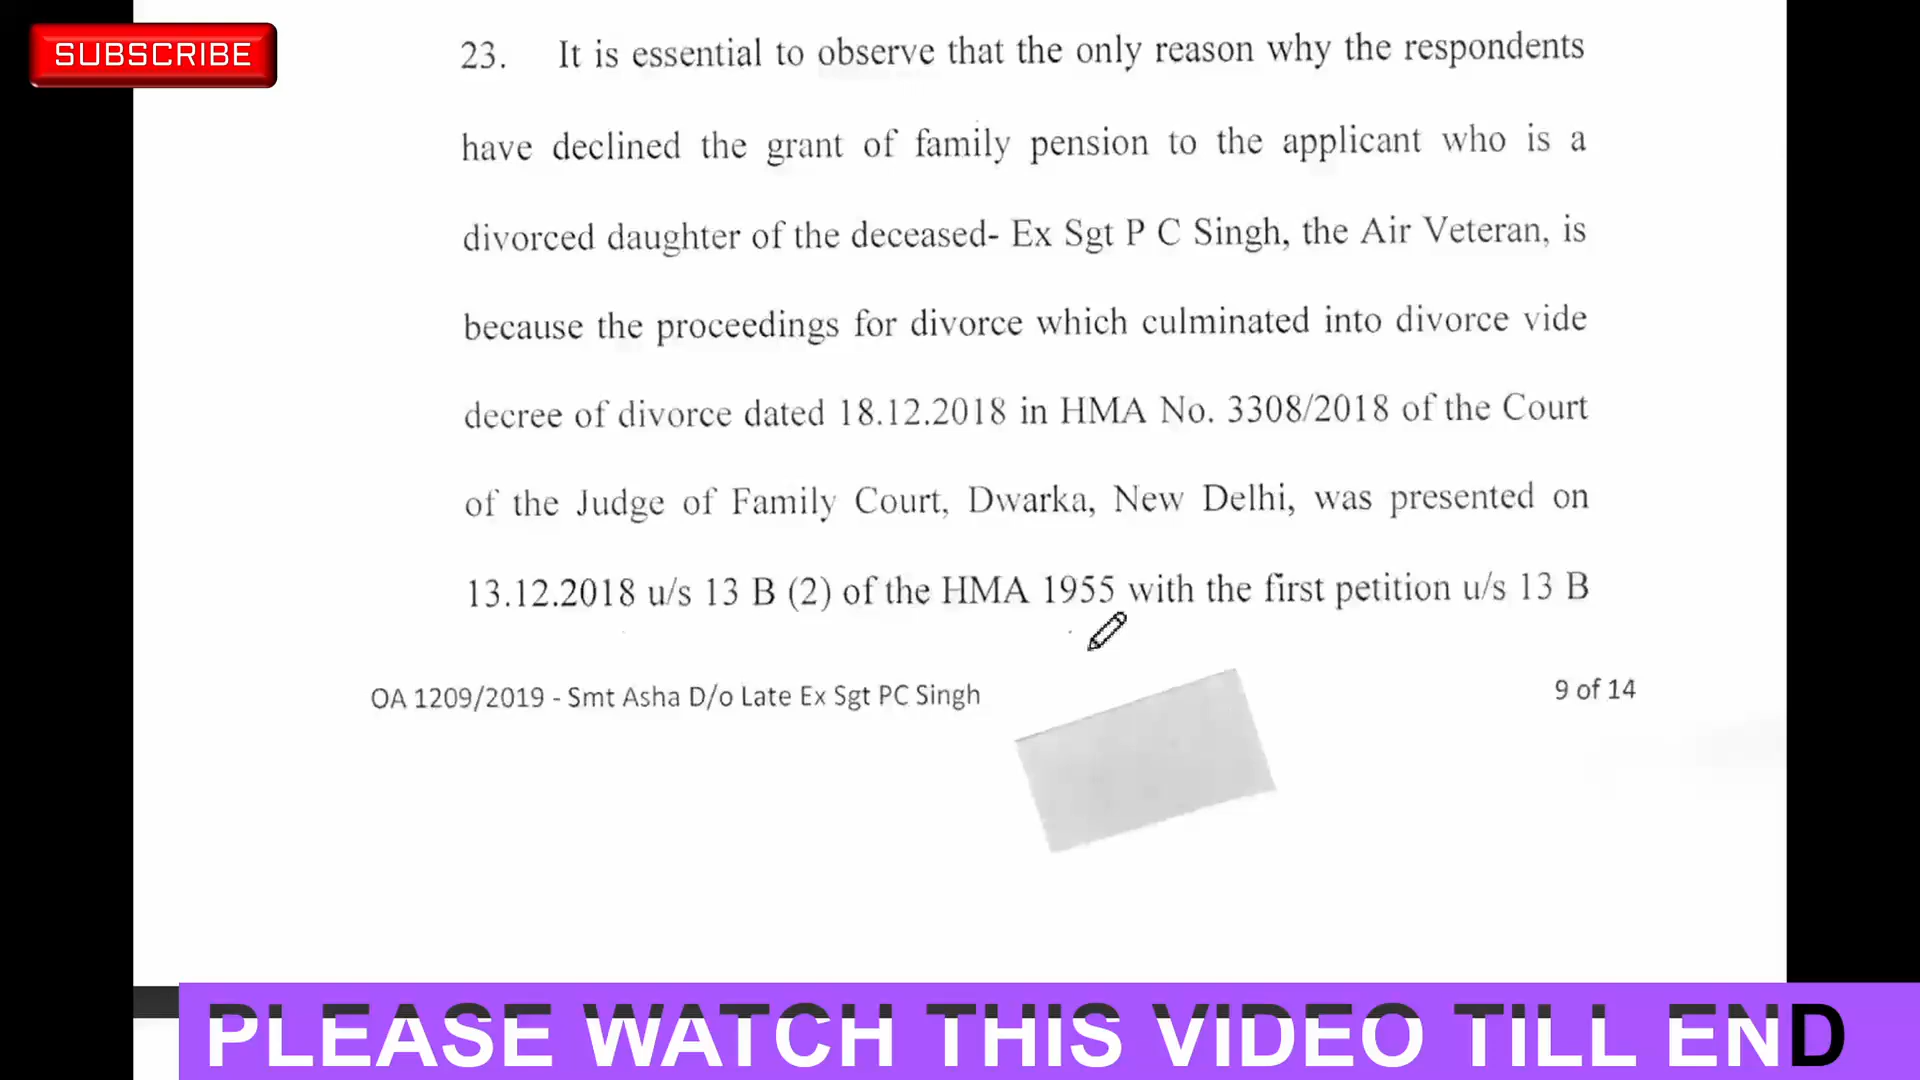 SUBSCRIBE
23. It is essential to observe that the only reason why the respondents
have declined the grant of family pension to the applicant who is a
divorced daughter of the deceased- Ex Sgt P C Singh, the Air Veteran, is
because the proceedings for divorce which culminated into divorce vide
decree of divorce dated 18.12.2018 in HMA No. 3308/2018 of the Court
of the Judge of Family Court, Dwarka, New Delhi, was presented on
13.12.2018 u/s 13 B (2) of the HMA 1955 with the first petition u/s 13 B
OA 1209/2019 - Smt Asha D/o Late Ex Sgt PC Singh
9 of 14
PLEASE WATCH THIS VIDEO TILL END